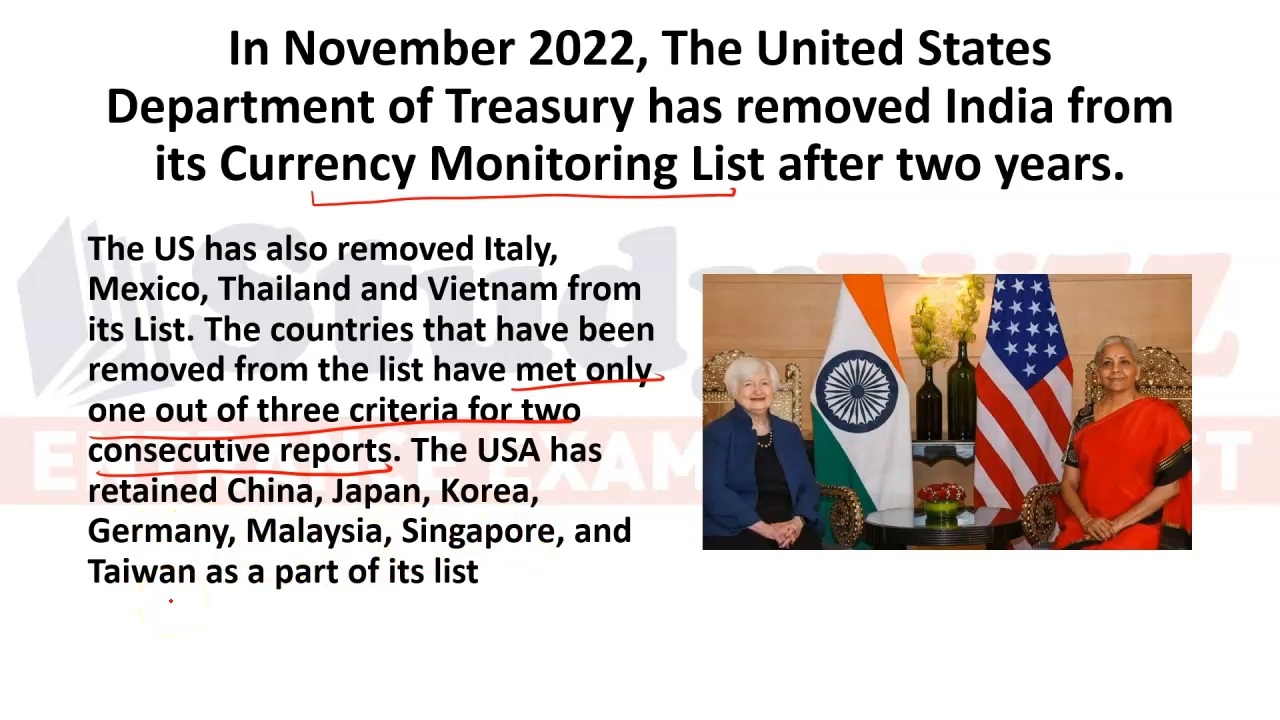 In November 2022, The United States
Department of Treasury has removed India from
its Currency Monitoring List after two years.
The US has also removed Italy,
Mexico, Thailand and Vietnam from
its List. The countries that have been
removed from the list have met only
one out of three criteria for two
consecutive reports. The USA has
retained China, Japan, Korea,
Germany, Malaysia, Singapore, and
Taiwan as a part of its list